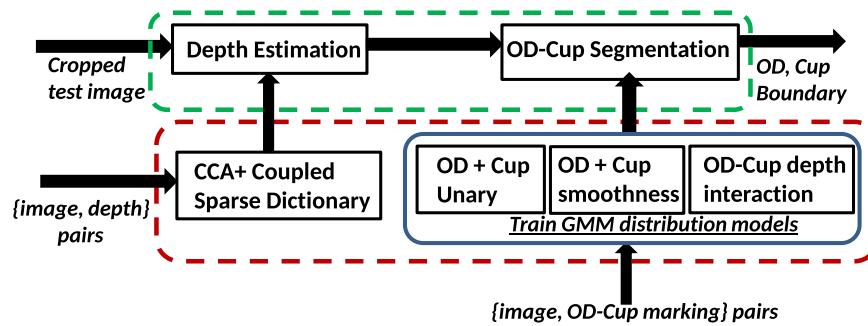 Depth Estimation
OD-Cup Segmentation
Cropped
test image
OD, Cup
Boundary
CCA+ Coupled
Sparse Dictionary
{image, depth}
pairs
OD + Cup
Unary
OD + Cup
smoothness
OD-Cup depth
interaction
Train GMM distribution models
{image, OD-Cup marking} pairs